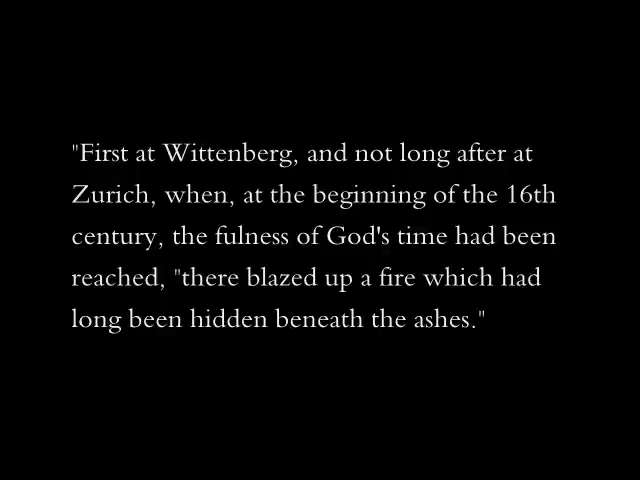 "First at Wittenberg, and not long after at
Zurich, when, at the beginning of the 16th
century, the fulness of God's time had been
reached, "there blazed up a fire which had
long been hidden beneath the ashes."